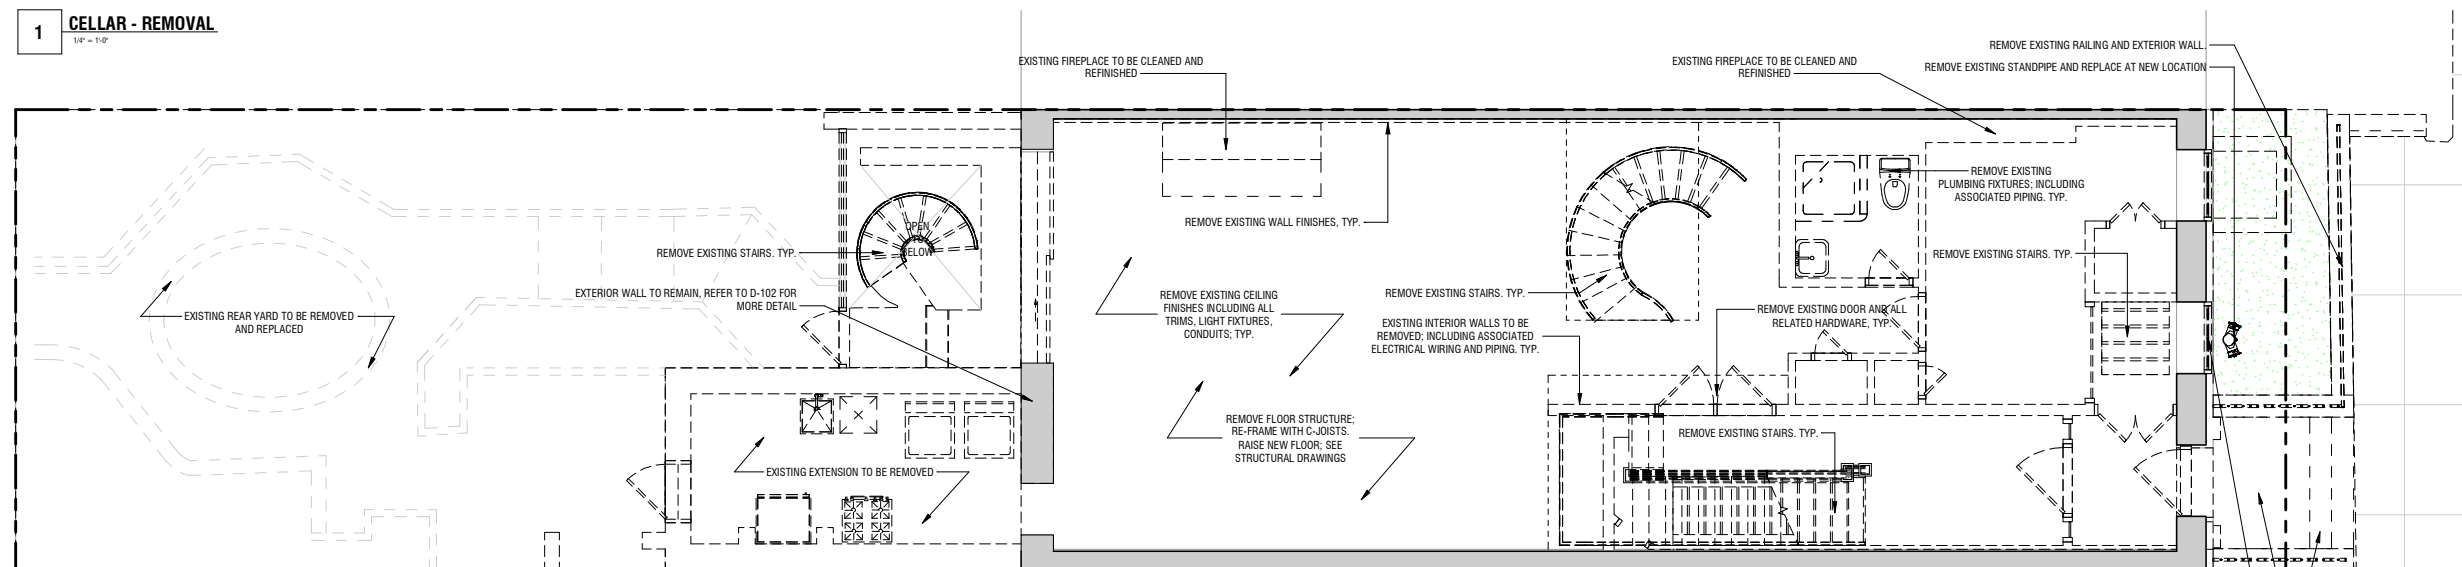 1
CELLAR - REMOVAL
1/4" = 1'-0"
EXISTING FIREPLACE TO BE CLEANED AND
REFINISHED
EXISTING FIREPLACE TO BE CLEANED AND
REFINISHED
REMOVE EXISTING RAILING AND EXTERIOR WALL.
REMOVE EXISTING STANDPIPE AND REPLACE AT NEW LOCATION
REMOVE EXISTING
PLUMBING FIXTURES; INCLUDING
ASSOCIATED PIPING. TYP.
REMOVE EXISTING WALL FINISHES, TYP.
OPEN
TO
BELOW
REMOVE EXISTING STAIRS. TYP.
REMOVE EXISTING STAIRS. TYP.
EXTERIOR WALL TO REMAIN, REFER TO D-102 FOR
MORE DETAIL
REMOVE EXISTING STAIRS. TYP.
REMOVE EXISTING CEILING
FINISHES INCLUDING ALL
TRIMS, LIGHT FIXTURES,
CONDUITS; TYP.
REMOVE EXISTING DOOR AND ALL
RELATED HARDWARE, TYP.
EXISTING REAR YARD TO BE REMOVED
AND REPLACED
EXISTING INTERIOR WALLS TO BE
REMOVED; INCLUDING ASSOCIATED
ELECTRICAL WIRING AND PIPING. TYP.
REMOVE FLOOR STRUCTURE;
RE-FRAME WITH C-JOISTS.
RAISE NEW FLOOR; SEE
STRUCTURAL DRAWINGS
REMOVE EXISTING STAIRS. TYP.
EXISTING EXTENSION TO BE REMOVED